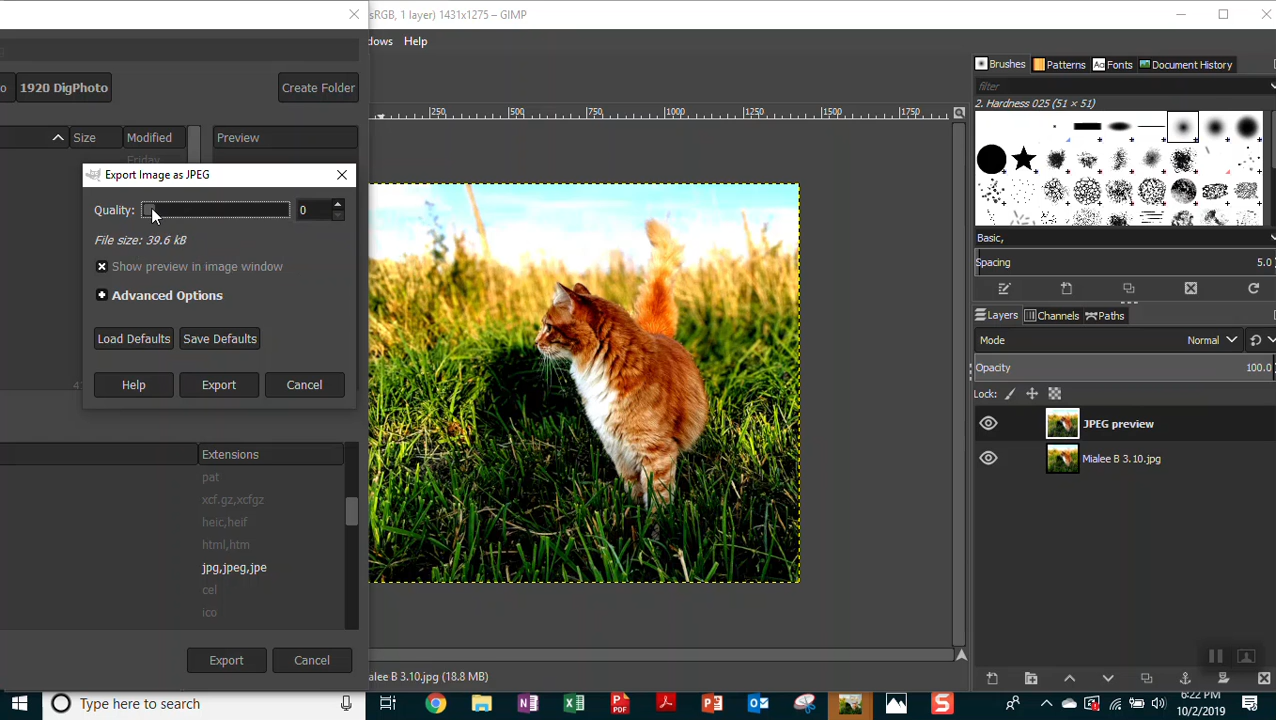 sRGB, 1 layer) 1431x1275 – GIMP
dows Help
1920 DigPhoto
Create Folder
Brushes
Patterns
Aa Fonts
Document History
filter
250 500 750 1000 1250 1500 1750
2. Hardness 025 (51 × 51)
Size
Modified
Preview
Friday
Export Image as JPEG
Quality:
0
File size: 39.6 kB
Show preview in image window
Advanced Options
Load Defaults
Save Defaults
Help
Export
Cancel
Basic,
Spacing
5.0
Layers
Channels
Paths
Mode
Normal
Opacity
100.0
Lock:
JPEG preview
Mialee B 3.10.jpg
Extensions
pat
xcf.gz,xcfgz
heic,heif
html,htm
jpg,jpeg,jpe
cel
ico
Export
Cancel
alee B 3.10.jpg (18.8 MB)
Type here to search
6:22 PM
10/2/2019